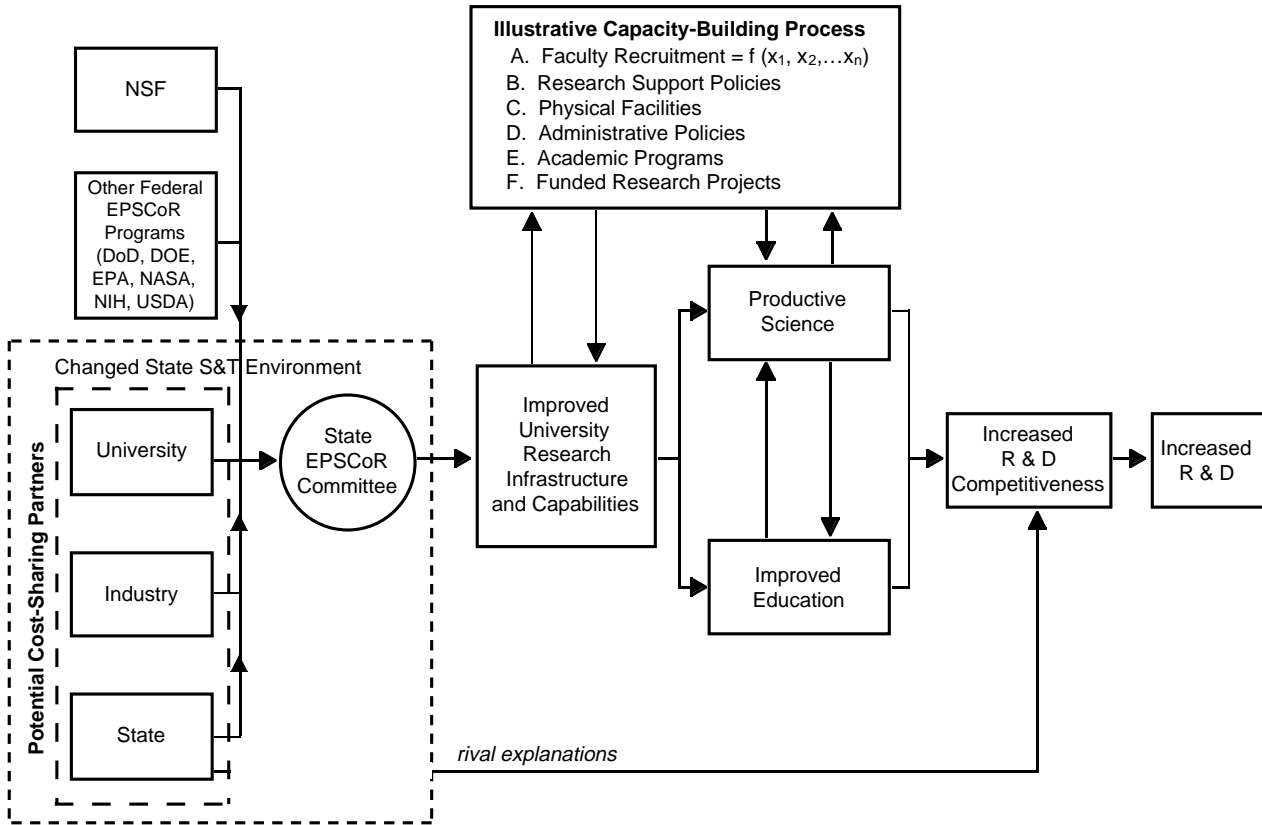 NSF
Other Federal
EPSCoR
Programs
(DoD, DOE,
EPA, NASA,
NIH, USDA)
Changed State S&T Environment
Potential Cost-Sharing Partners
University
Industry
State
State
EPSCoR
Committee
Illustrative Capacity-Building Process
A. Faculty Recruitment = f (x₁, x₂,…xₙ)
B. Research Support Policies
C. Physical Facilities
D. Administrative Policies
E. Academic Programs
F. Funded Research Projects
Improved
University
Research
Infrastructure
and Capabilities
Productive
Science
Improved
Education
Increased
R & D
Competitiveness
Increased
R & D
rival explanations